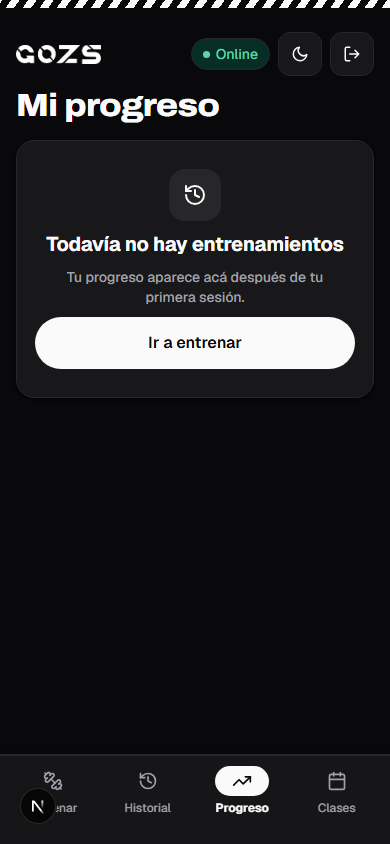 GOZS
Online
Mi progreso
Todavía no hay entrenamientos
Tu progreso aparece acá después de tu
primera sesión.
Ir a entrenar
N
enar
Historial
Progreso
Clases